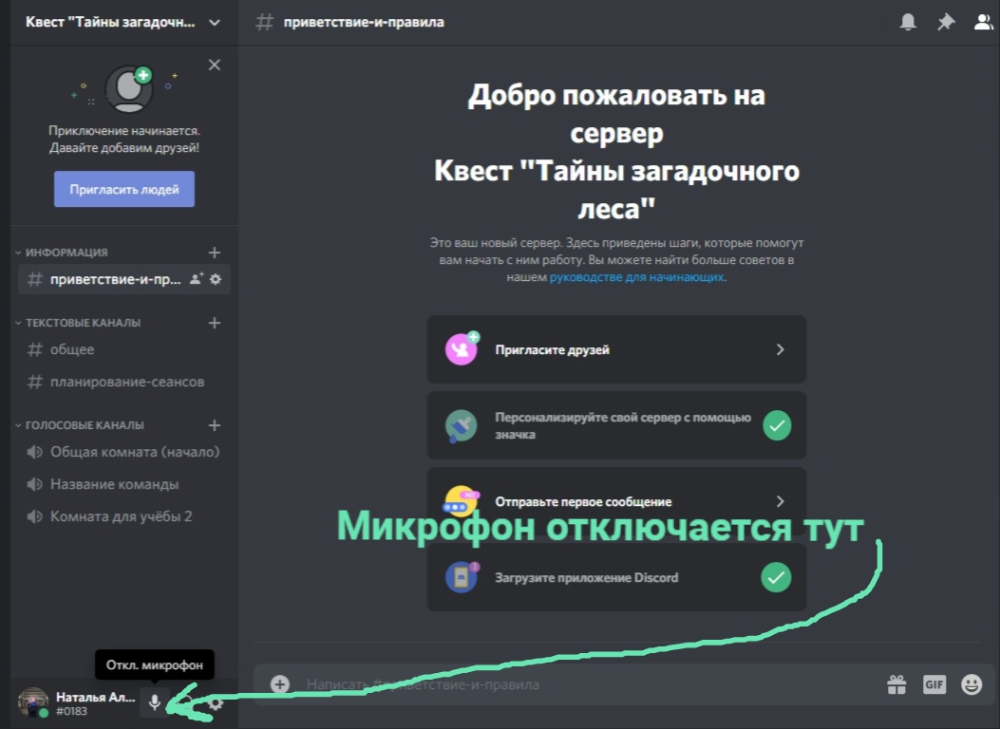 Квест "Тайны загадочн...
приветствие-и-правила
Приключение начинается.
Давайте добавим друзей!
Пригласить людей
ИНФОРМАЦИЯ
приветствие-и-пр...
ТЕКСТОВЫЕ КАНАЛЫ
общее
планирование-сеансов
ГОЛОСОВЫЕ КАНАЛЫ
Общая комната (начало)
Название команды
Комната для учёбы 2
Откл. микрофон
Наталья Ал...
#0183
Добро пожаловать на
сервер
Квест "Тайны загадочного
леса"
Это ваш новый сервер. Здесь приведены шаги, которые помогут
вам начать с ним работу. Вы можете найти больше советов в
нашем руководстве для начинающих.
Пригласите друзей
Персонализируйте свой сервер с помощью
значка
Отправьте первое сообщение
Микрофон отключается тут
Загрузите приложение Discord
Написать #приветствие-и-правила
GIF